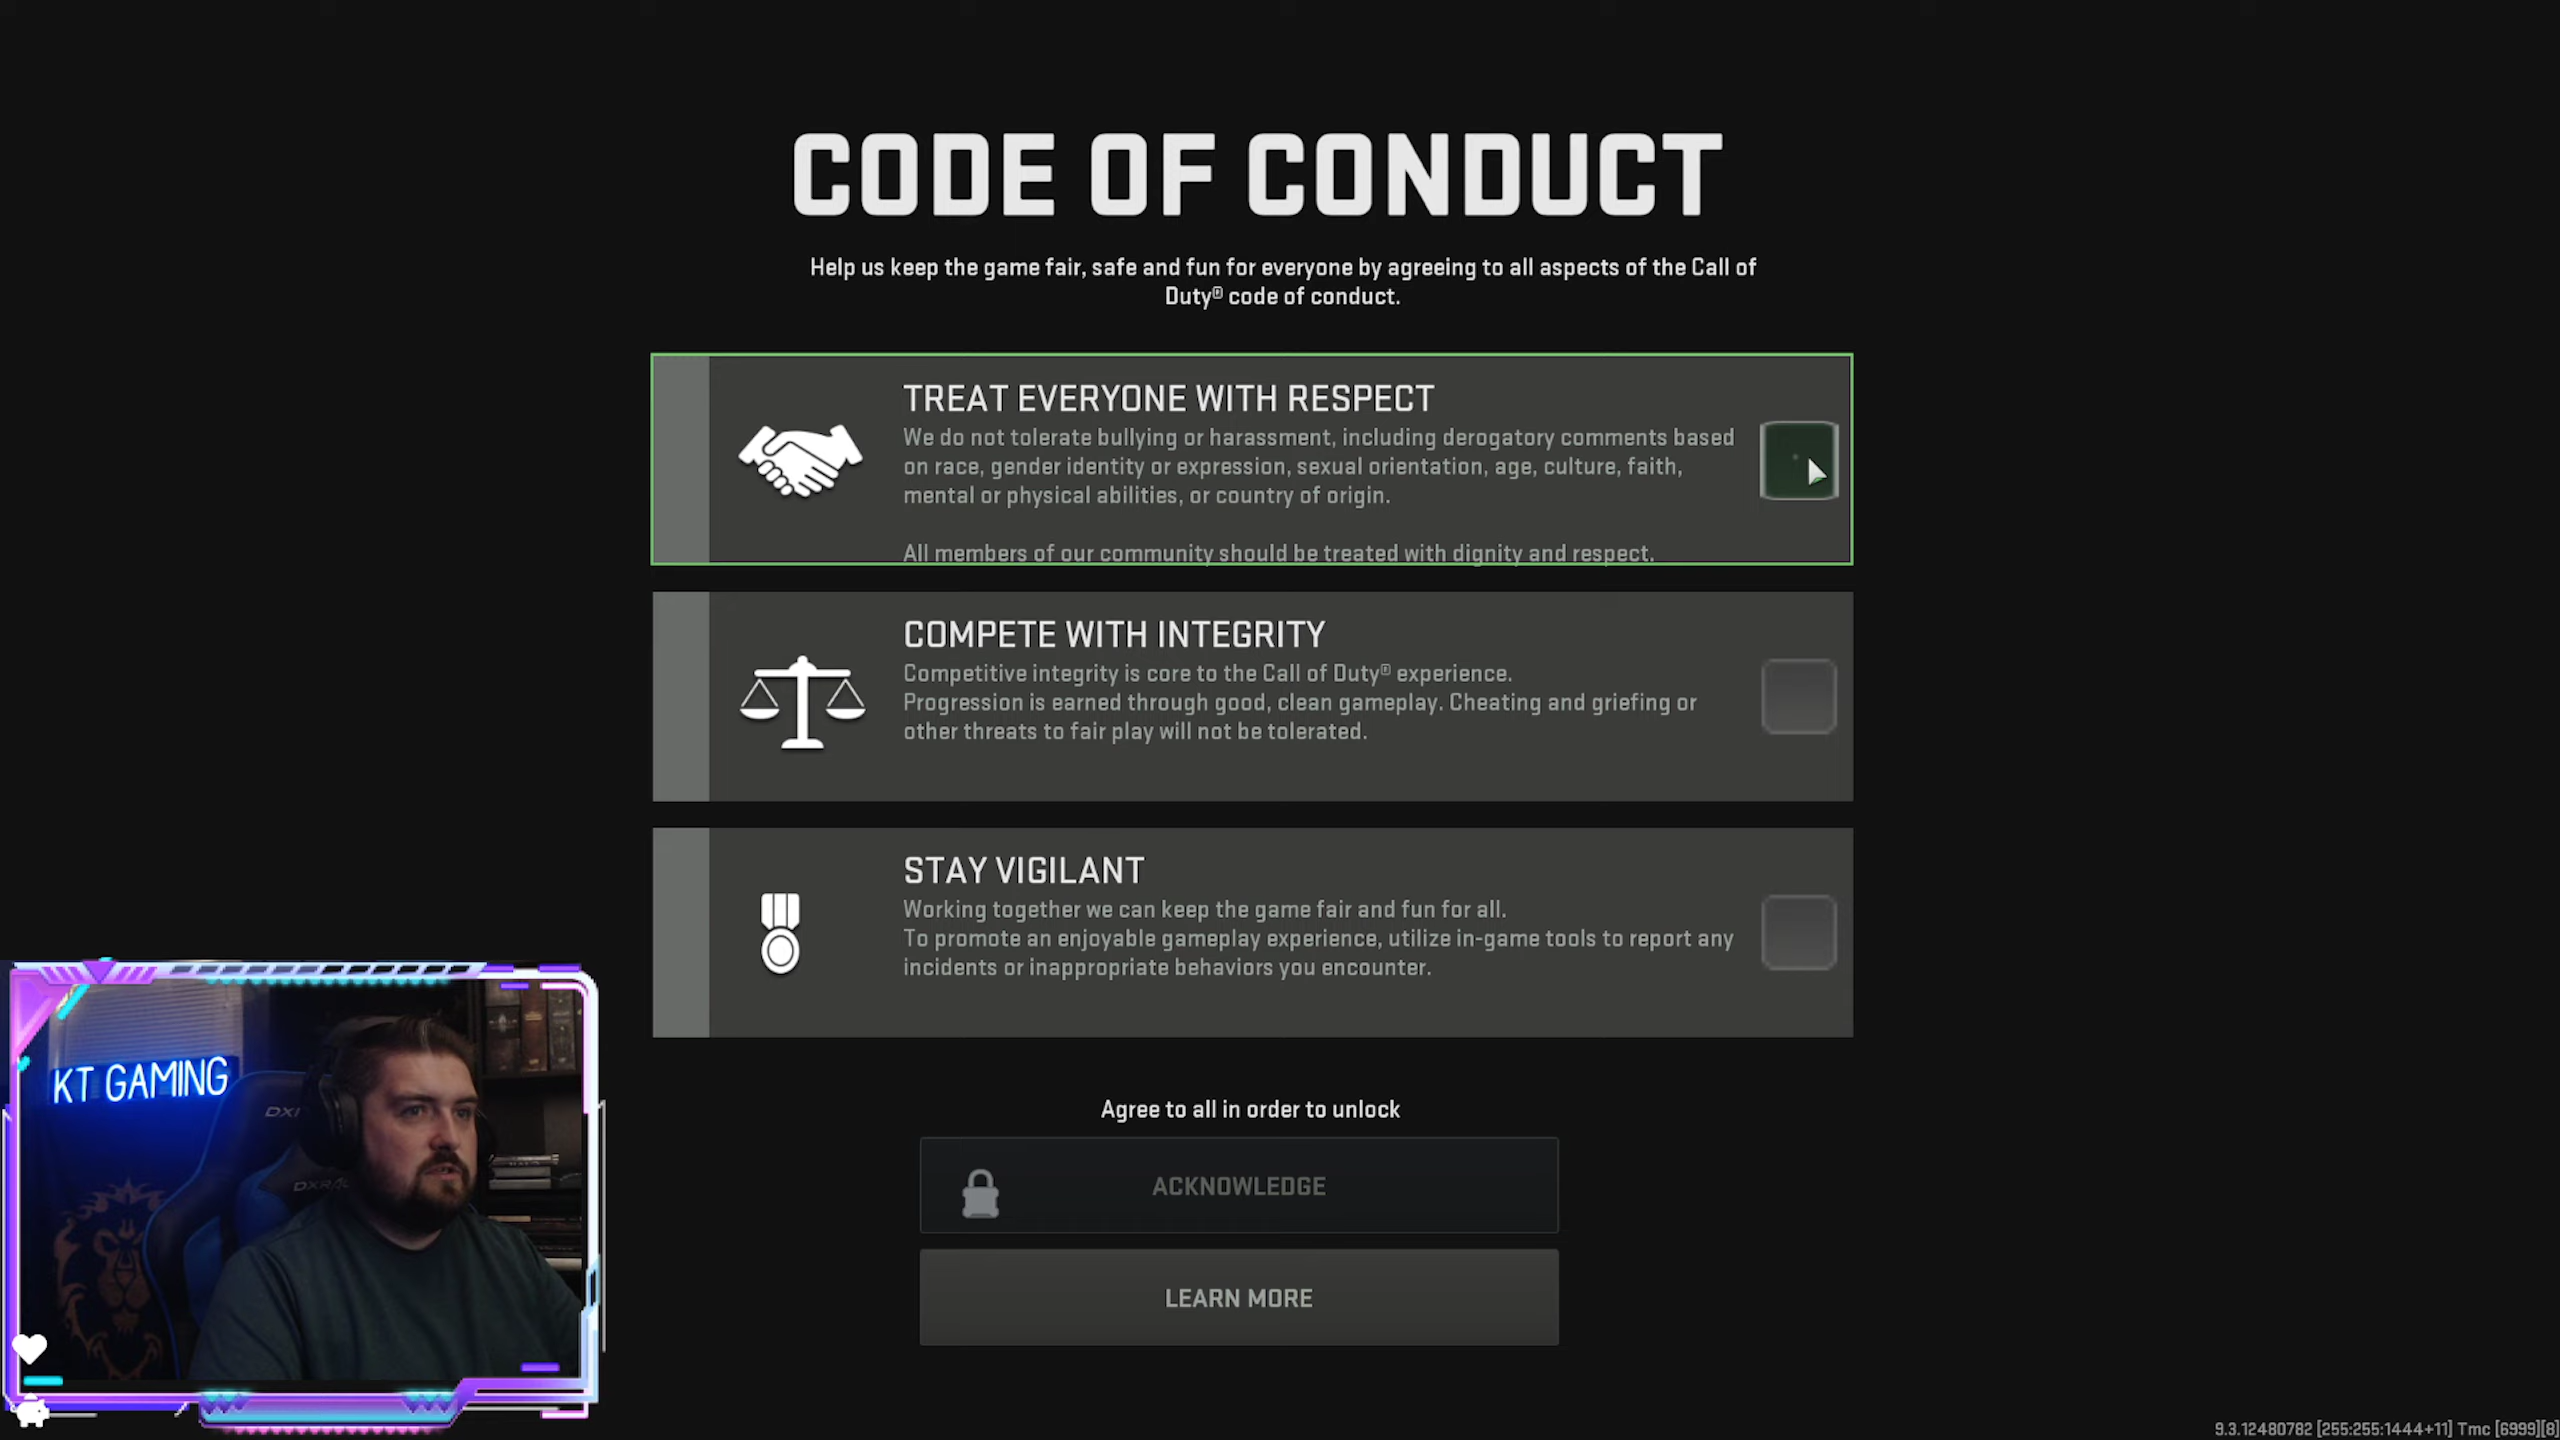 CODE OF CONDUCT
Help us keep the game fair, safe and fun for everyone by agreeing to all aspects of the Call of
Duty® code of conduct.
TREAT EVERYONE WITH RESPECT
We do not tolerate bullying or harassment, including derogatory comments based
on race, gender identity or expression, sexual orientation, age, culture, faith,
mental or physical abilities, or country of origin.
All members of our community should be treated with dignity and respect.
COMPETE WITH INTEGRITY
Competitive integrity is core to the Call of Duty® experience.
Progression is earned through good, clean gameplay. Cheating and griefing or
other threats to fair play will not be tolerated.
STAY VIGILANT
Working together we can keep the game fair and fun for all.
To promote an enjoyable gameplay experience, utilize in-game tools to report any
incidents or inappropriate behaviors you encounter.
Agree to all in order to unlock
ACKNOWLEDGE
LEARN MORE
KT GAMING
9.3.12480782 [255:255:1444+11] Tmc [6999][8]